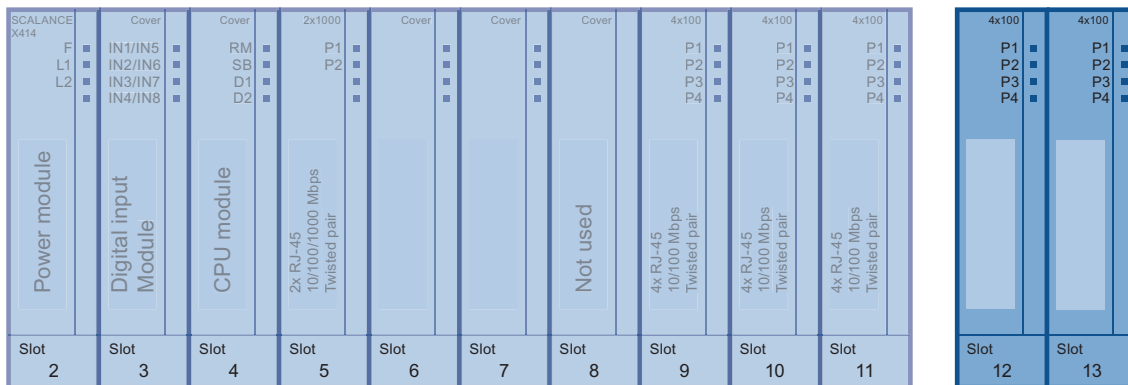 SCALANCE
X414
F
L1
L2
Power module
Slot
2
Cover
IN1/IN5
IN2/IN6
IN3/IN7
IN4/IN8
Digital input
Module
Slot
3
Cover
RM
SB
D1
D2
CPU module
Slot
4
2x1000
P1
P2
2x RJ-45
10/100/1000 Mbps
Twisted pair
Slot
5
Cover
Slot
6
Cover
Slot
7
Cover
Not used
Slot
8
4x100
P1
P2
P3
P4
4x RJ-45
10/100 Mbps
Twisted pair
Slot
9
4x100
P1
P2
P3
P4
4x RJ-45
10/100 Mbps
Twisted pair
Slot
10
4x100
P1
P2
P3
P4
4x RJ-45
10/100 Mbps
Twisted pair
Slot
11
4x100
P1
P2
P3
P4
Slot
12
4x100
P1
P2
P3
P4
Slot
13